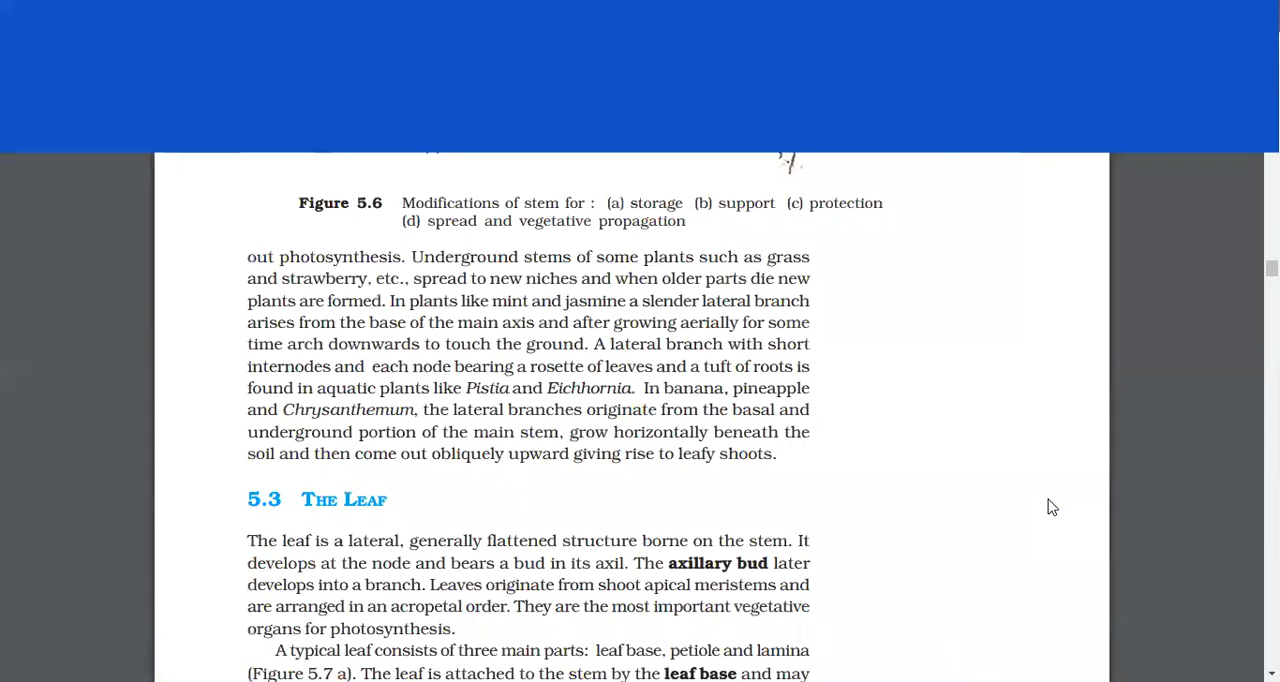 Figure 5.6 Modifications of stem for : (a) storage (b) support (c) protection
(d) spread and vegetative propagation
out photosynthesis. Underground stems of some plants such as grass
and strawberry, etc., spread to new niches and when older parts die new
plants are formed. In plants like mint and jasmine a slender lateral branch
arises from the base of the main axis and after growing aerially for some
time arch downwards to touch the ground. A lateral branch with short
internodes and each node bearing a rosette of leaves and a tuft of roots is
found in aquatic plants like Pistia and Eichhornia. In banana, pineapple
and Chrysanthemum, the lateral branches originate from the basal and
underground portion of the main stem, grow horizontally beneath the
soil and then come out obliquely upward giving rise to leafy shoots.
5.3 The Leaf
The leaf is a lateral, generally flattened structure borne on the stem. It
develops at the node and bears a bud in its axil. The axillary bud later
develops into a branch. Leaves originate from shoot apical meristems and
are arranged in an acropetal order. They are the most important vegetative
organs for photosynthesis.
A typical leaf consists of three main parts: leaf base, petiole and lamina
(Figure 5.7 a). The leaf is attached to the stem by the leaf base and may